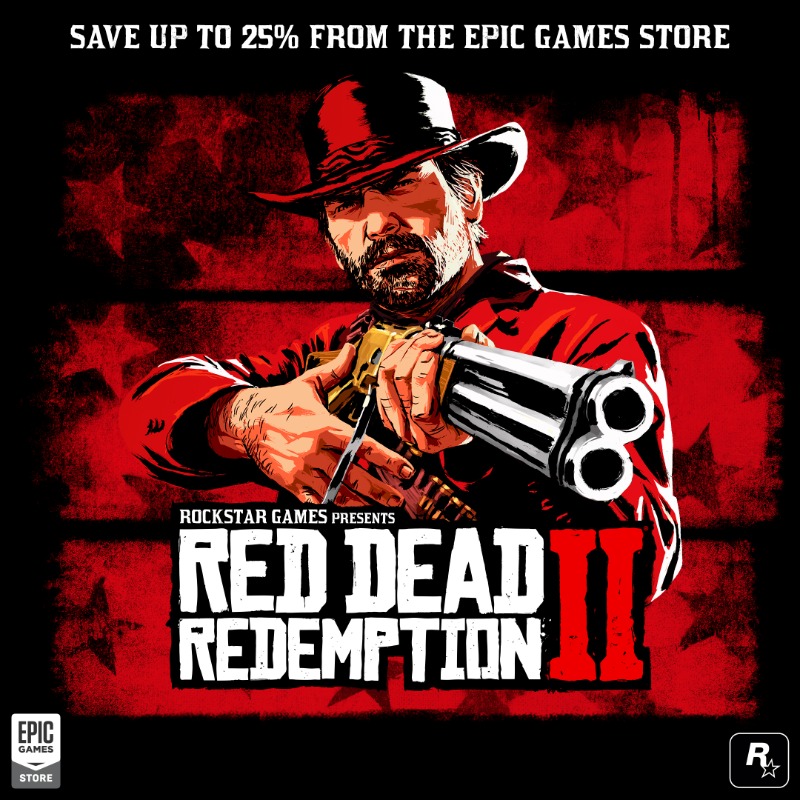 SAVE UP TO 25% FROM THE EPIC GAMES STORE
ROCKSTAR GAMES PRESENTS
RED DEAD
REDEMPTION II
EPIC
GAMES
STORE
R